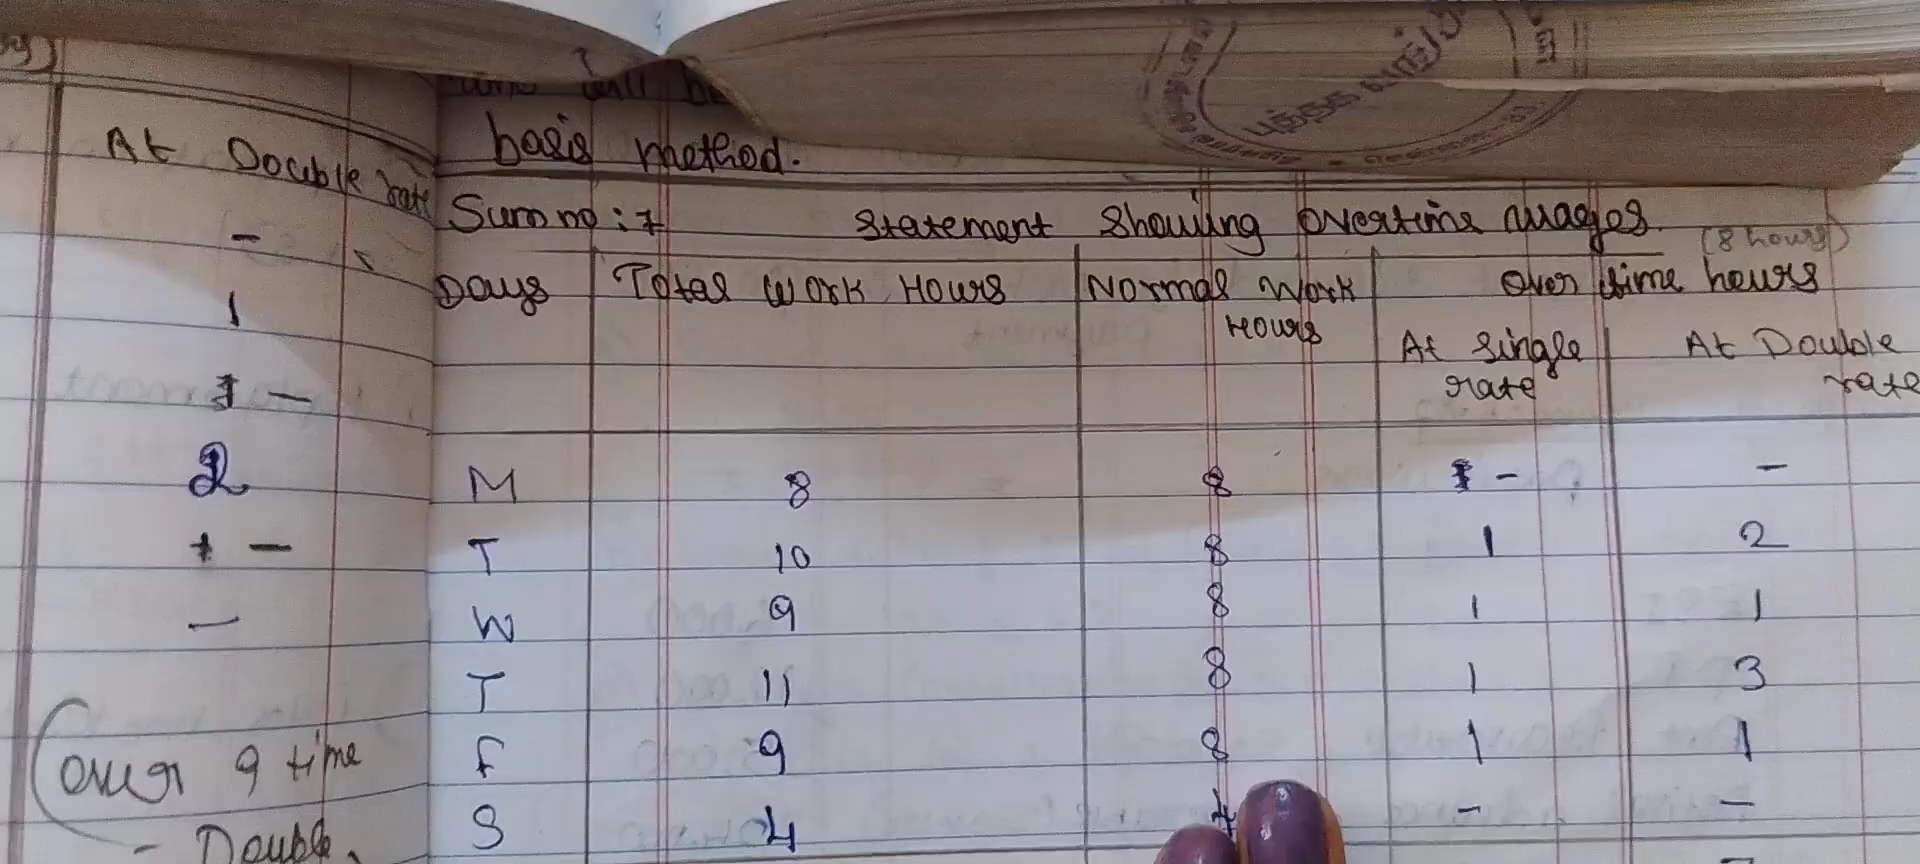 At Double rate
-
1
-
2
-
-
over 9 time
- Double.
basis method.
Sum no : 7 Statement Showing overtime wages.
(8 hours)
Days Total Work Hours Normal Work Hours Over time hours
At Single rate At Double rate
M 8 8 - -
T 10 8 1 2
W 9 8 1 1
T 11 8 1 3
F 9 8 1 1
S 4 - -